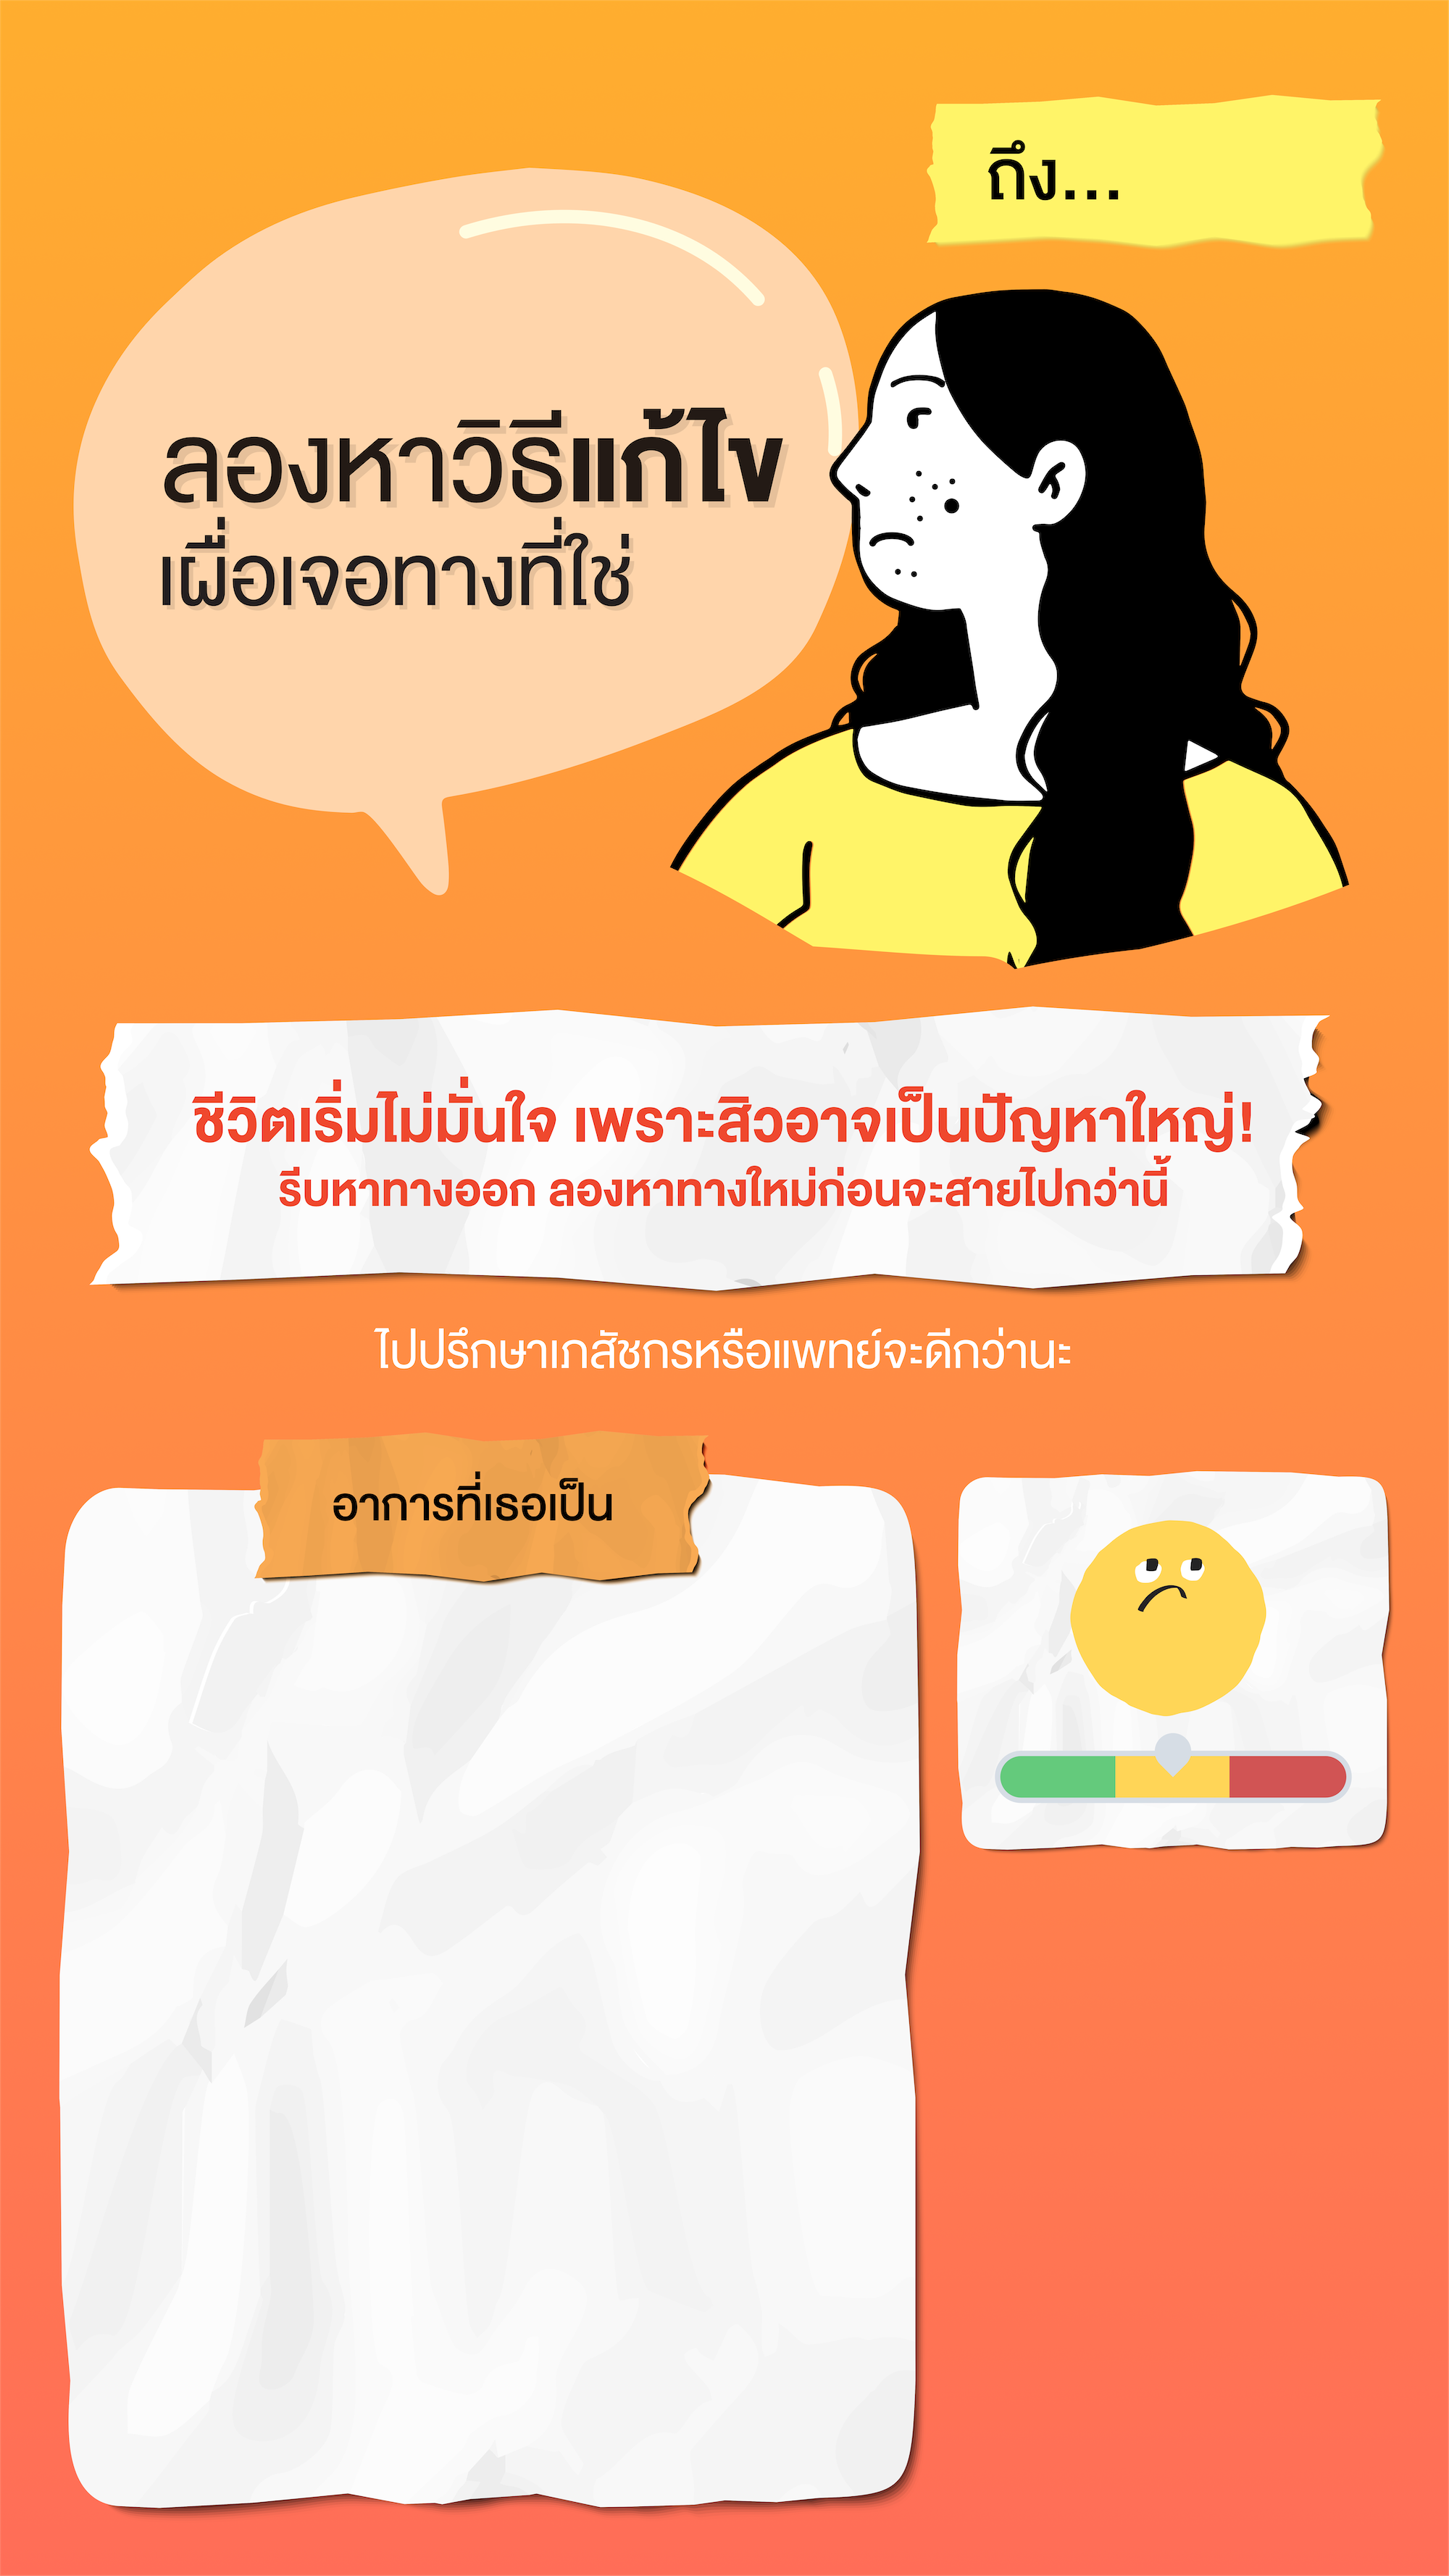 ถึง...
ลองหาวิธีแก้ไข
เผื่อเจอทางที่ใช่
ชีวิตเริ่มไม่มั่นใจ เพราะสิวอาจเป็นปัญหาใหญ่!
รีบหาทางออก ลองหาทางใหม่ก่อนจะสายไปกว่านี้
ไปปรึกษาเภสัชกรหรือแพทย์จะดีกว่านะ
อาการที่เธอเป็น